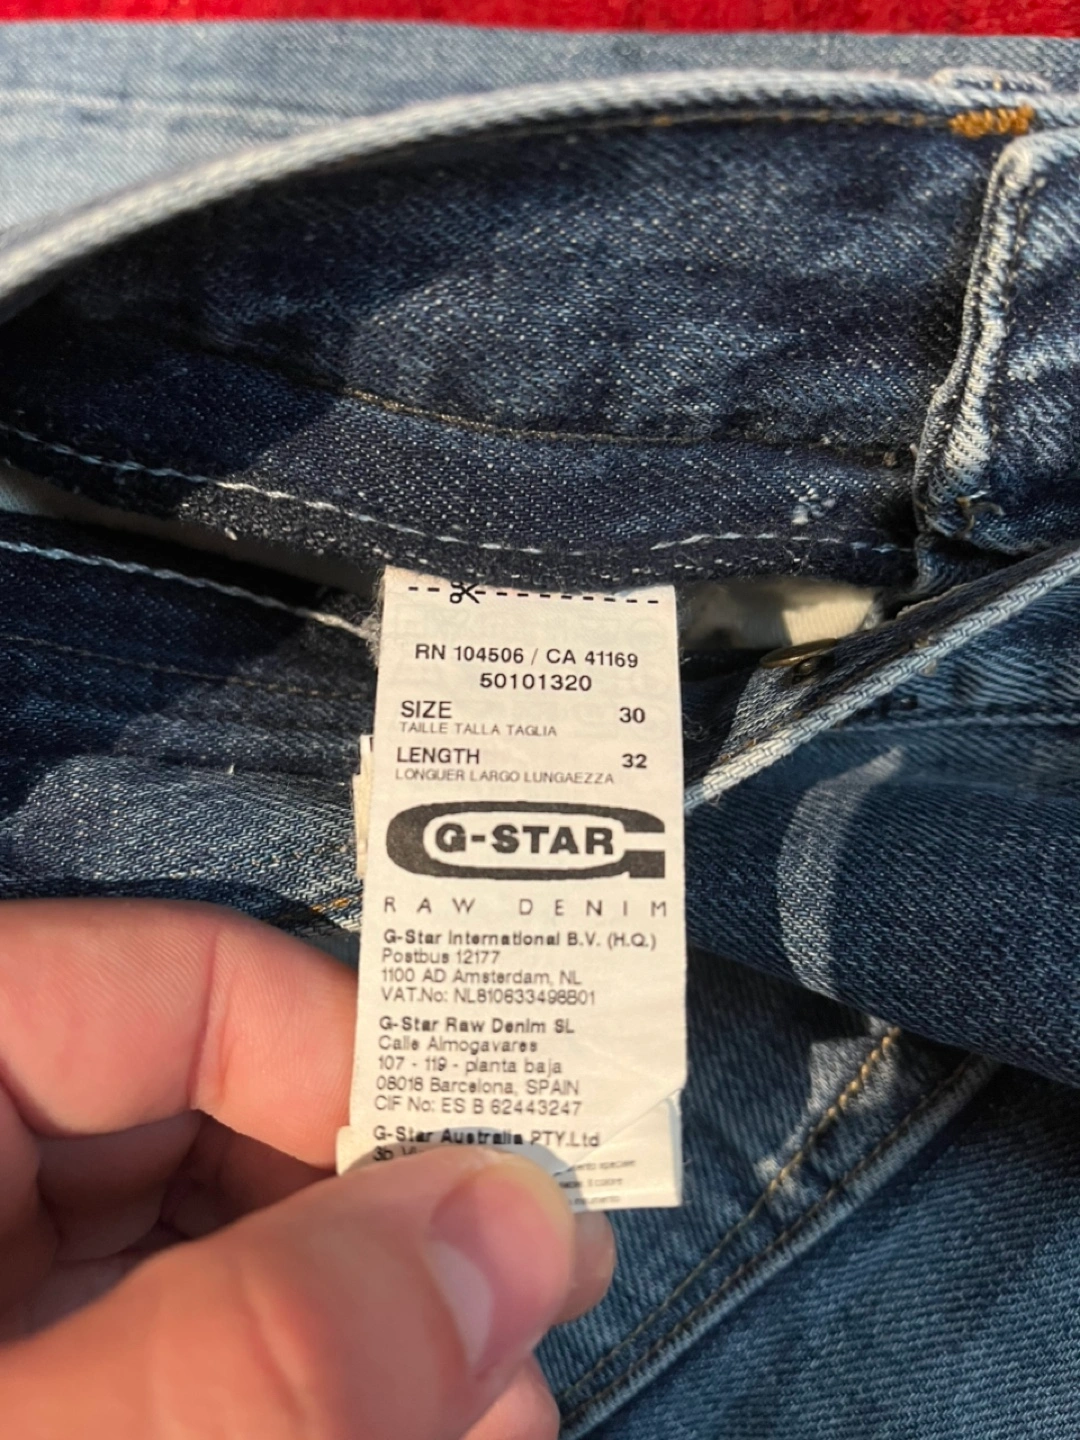 RN 104506 / CA 41169
50101320
SIZE 30
TAILLE TALLA TAGLIA
LENGTH 32
LONGUER LARGO LUNGAEZZA
G-STAR
RAW DENIM
G-Star International B.V. (H.Q.)
Postbus 12177
1100 AD Amsterdam, NL
VAT.No: NL810633498B01
G-Star Raw Denim SL
Calle Almogavares
107 - 119 - planta baja
08018 Barcelona, SPAIN
CIF No: ES B 62443247
G-Star Australia PTY.Ltd